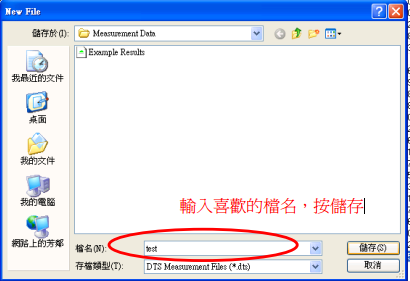 New File
儲存於(I):
Measurement Data
Example Results
我最近的文件
桌面
我的文件
我的電腦
網路上的芳鄰
輸入喜歡的檔名，按儲存
檔名(N):
test
儲存(S)
存檔類型(T):
DTS Measurement Files (*.dts)
取消